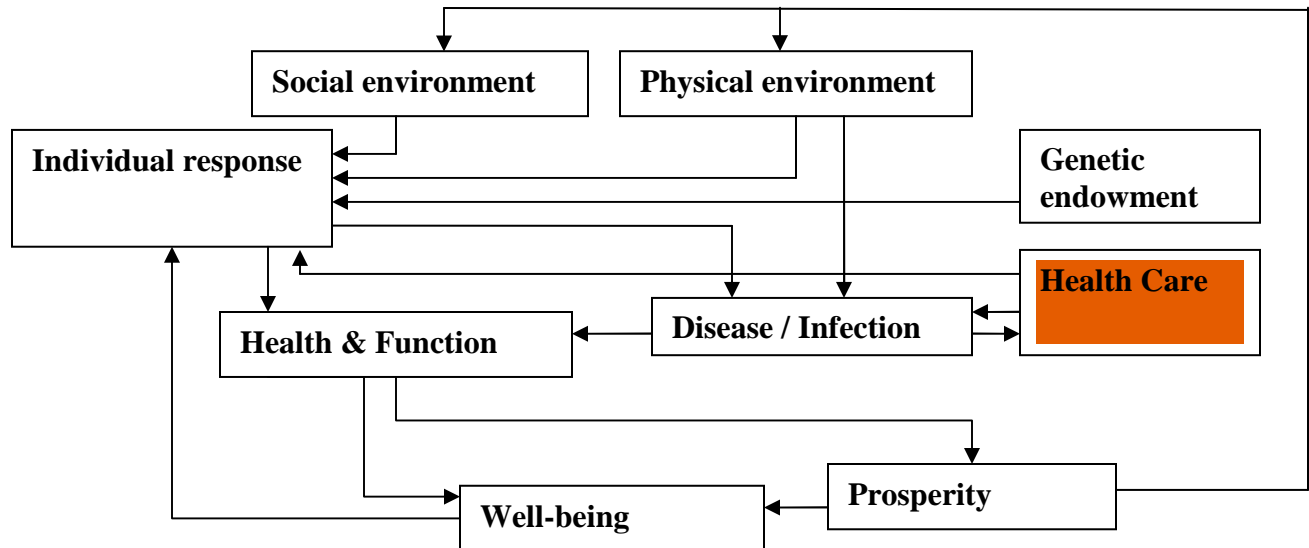 Social environment
Physical environment
Individual response
Genetic
endowment
Health Care
Disease / Infection
Health & Function
Prosperity
Well-being